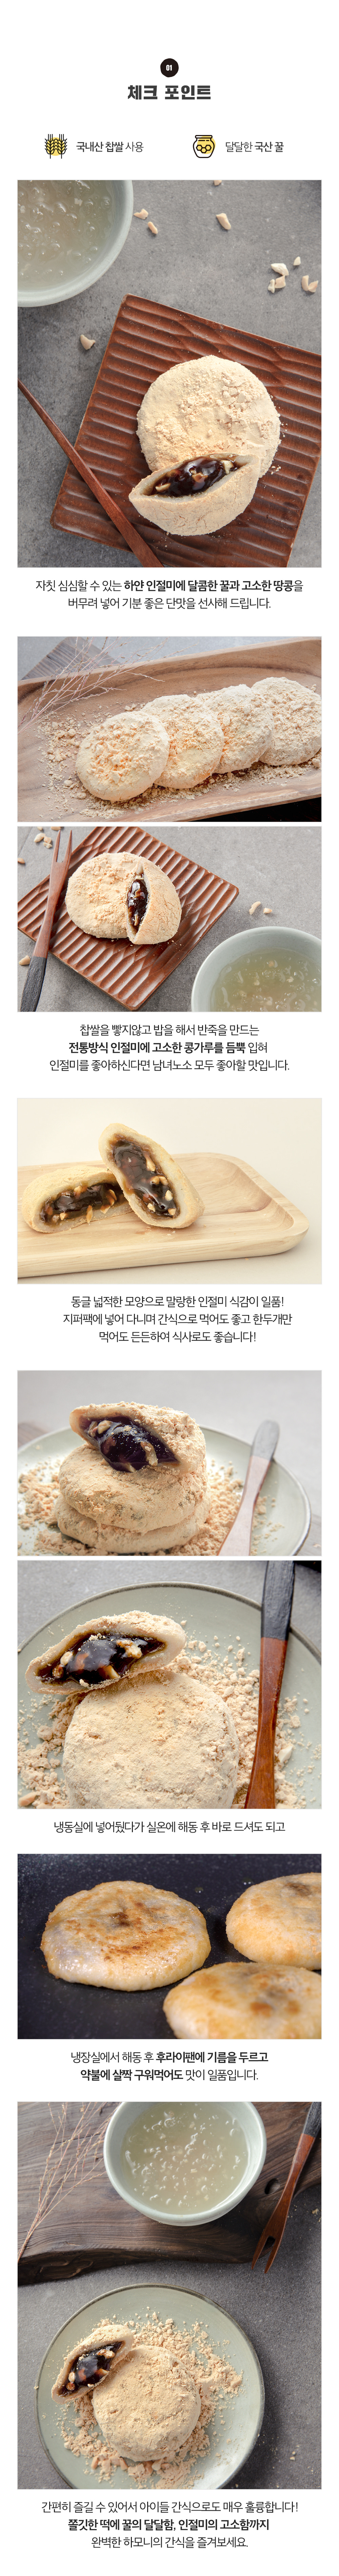 01
체크 포인트
국내산 찹쌀 사용
달달한 국산 꿀
자칫 심심할 수 있는 하얀 인절미에 달콤한 꿀과 고소한 땅콩을
버무려 넣어 기분 좋은 단맛을 선사해 드립니다.
찹쌀을 빻지않고 밥을 해서 반죽을 만드는
전통방식 인절미에 고소한 콩가루를 듬뿍 입혀
인절미를 좋아하신다면 남녀노소 모두 좋아할 맛입니다.
동글 넓적한 모양으로 말랑한 인절미 식감이 일품!
지퍼팩에 넣어 다니며 간식으로 먹어도 좋고 한두개만
먹어도 든든하여 식사로도 좋습니다!
냉동실에 넣어뒀다가 실온에 해동 후 바로 드셔도 되고
냉장실에서 해동 후 후라이팬에 기름을 두르고
약불에 살짝 구워먹어도 맛이 일품입니다.
간편히 즐길 수 있어서 아이들 간식으로도 매우 훌륭합니다!
쫄깃한 떡에 꿀의 달달함, 인절미의 고소함까지
완벽한 하모니의 간식을 즐겨보세요.